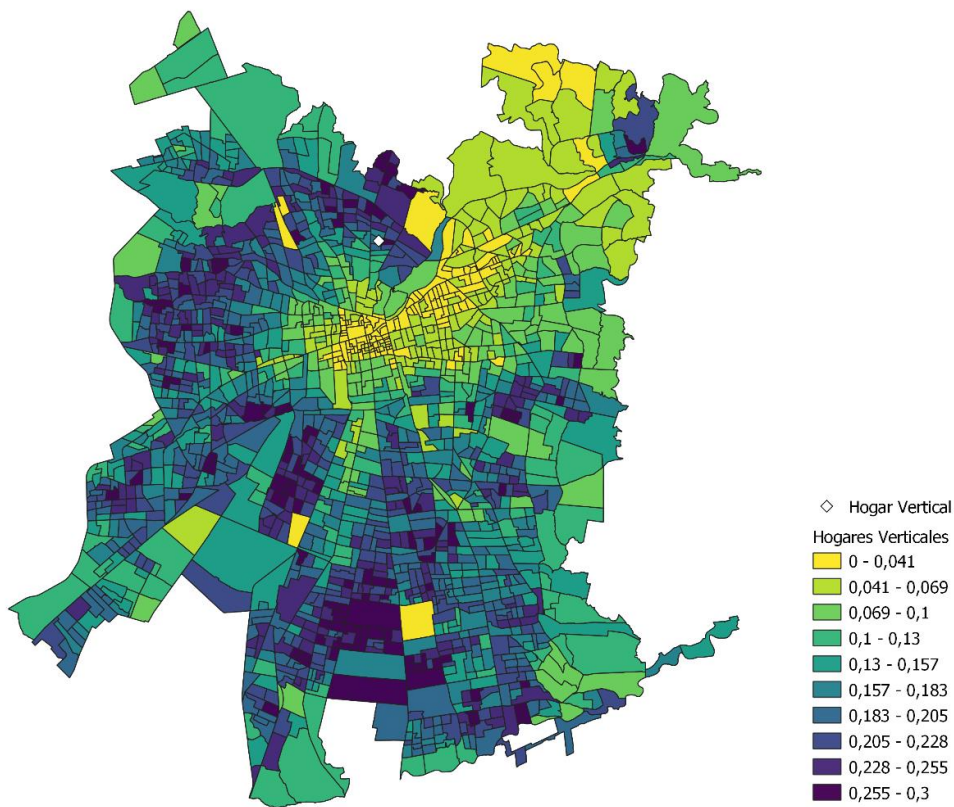 Hogar Vertical
Hogares Verticales
0 - 0,041
0,041 - 0,069
0,069 - 0,1
0,1 - 0,13
0,13 - 0,157
0,157 - 0,183
0,183 - 0,205
0,205 - 0,228
0,228 - 0,255
0,255 - 0,3